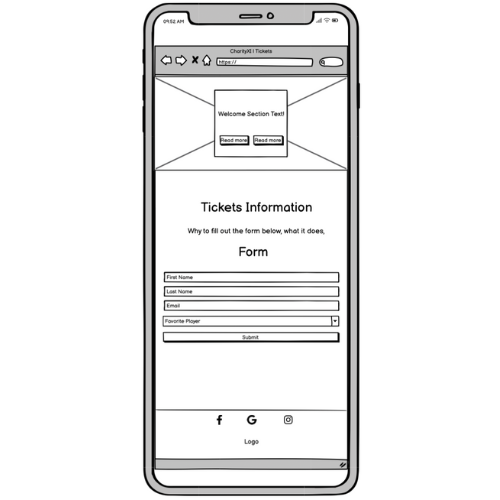 09:52 AM
CharityXI | Tickets
https://
Welcome Section Text!
Read more Read more
Tickets Information
Why to fill out the form below, what it does,
Form
First Name
Last Name
Email
Favorite Player
Submit
Logo